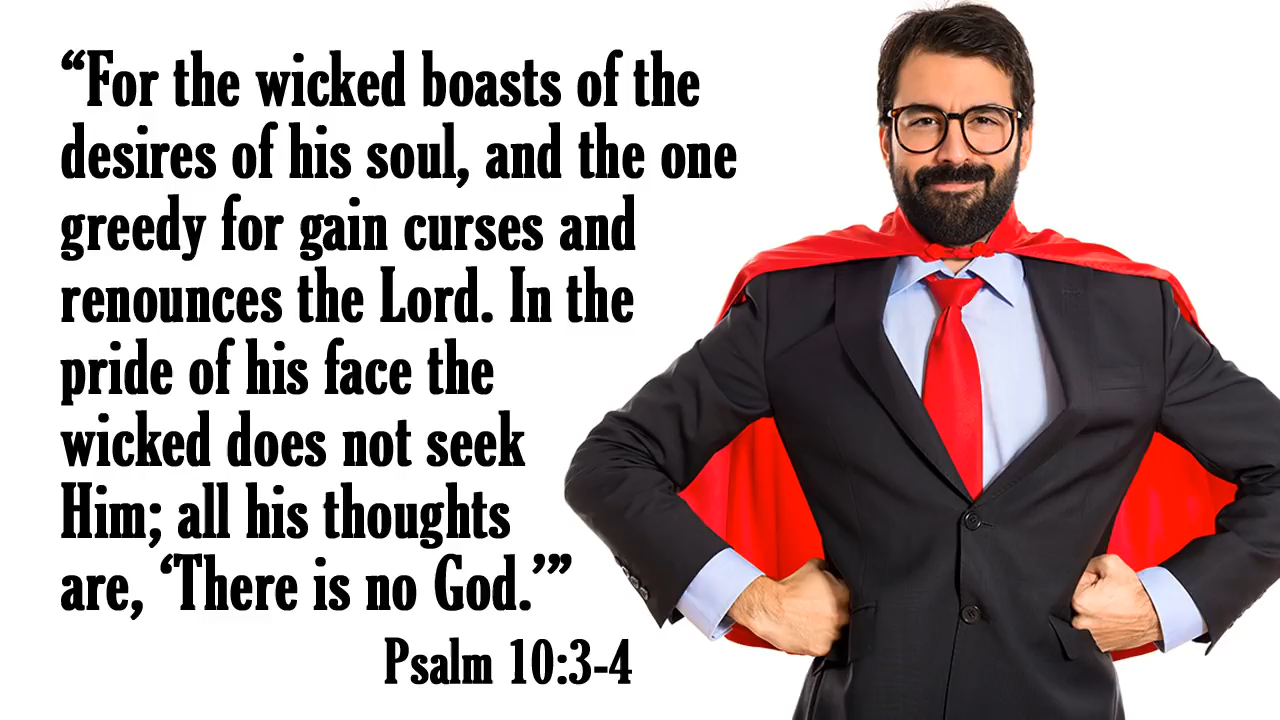 “For the wicked boasts of the
desires of his soul, and the one
greedy for gain curses and
renounces the Lord. In the
pride of his face the
wicked does not seek
Him; all his thoughts
are, ‘There is no God.’”
Psalm 10:3-4